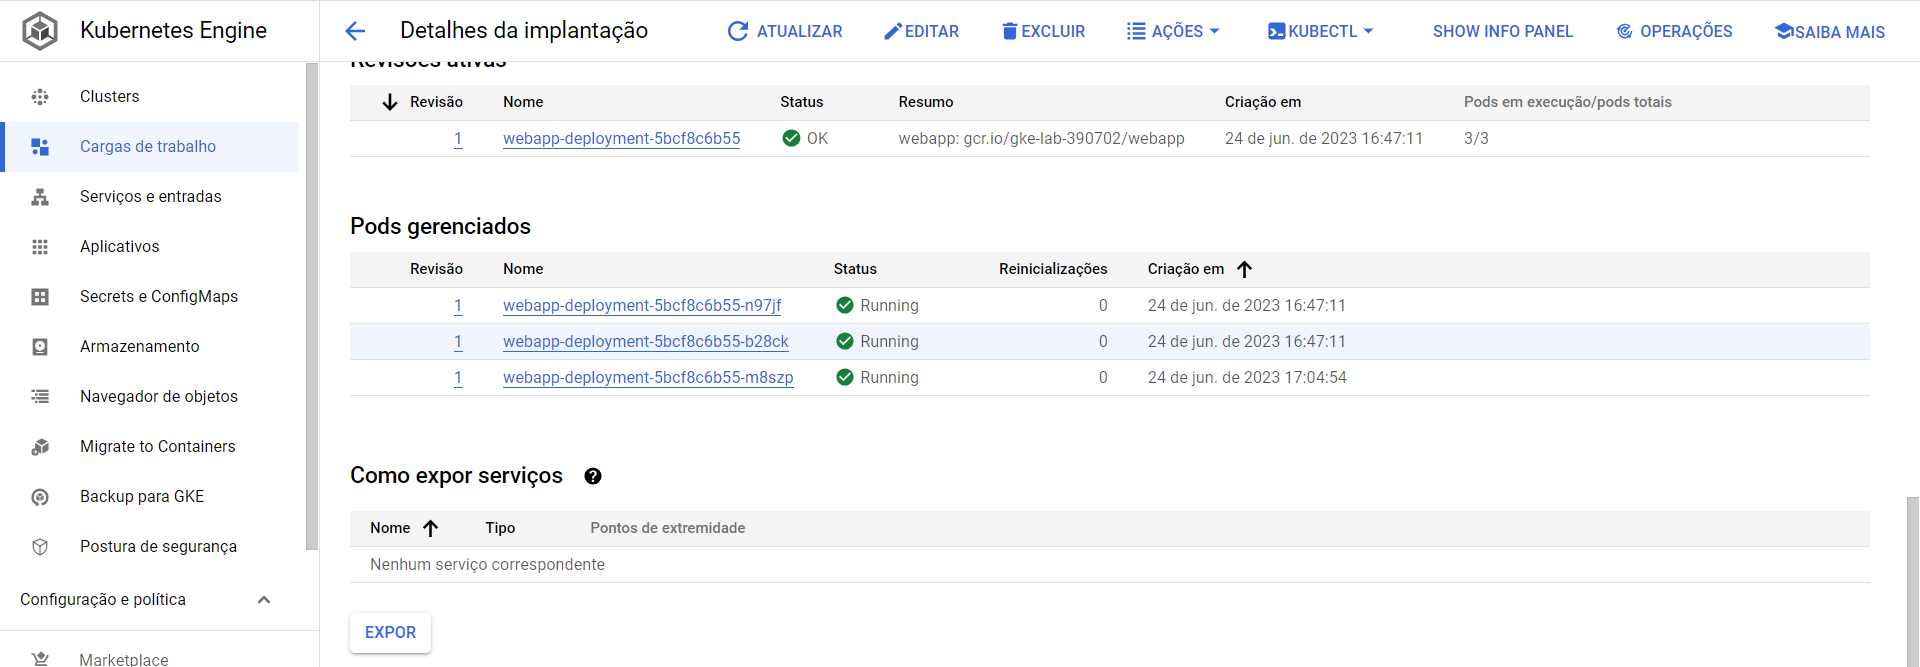 Kubernetes Engine
Detalhes da implantação
ATUALIZAR
EDITAR
EXCLUIR
AÇÕES
KUBECTL
SHOW INFO PANEL
OPERAÇÕES
SAIBA MAIS
Clusters
Cargas de trabalho
Serviços e entradas
Aplicativos
Secrets e ConfigMaps
Armazenamento
Navegador de objetos
Migrate to Containers
Backup para GKE
Postura de segurança
Configuração e política
Marketplace
Revisões ativas
Revisão Nome Status Resumo Criação em Pods em execução/pods totais
1 webapp-deployment-5bcf8c6b55 OK webapp: gcr.io/gke-lab-390702/webapp 24 de jun. de 2023 16:47:11 3/3
Pods gerenciados
Revisão Nome Status Reinicializações Criação em
1 webapp-deployment-5bcf8c6b55-n97jf Running 0 24 de jun. de 2023 16:47:11
1 webapp-deployment-5bcf8c6b55-b28ck Running 0 24 de jun. de 2023 16:47:11
1 webapp-deployment-5bcf8c6b55-m8szp Running 0 24 de jun. de 2023 17:04:54
Como expor serviços
Nome Tipo Pontos de extremidade
Nenhum serviço correspondente
EXPOR